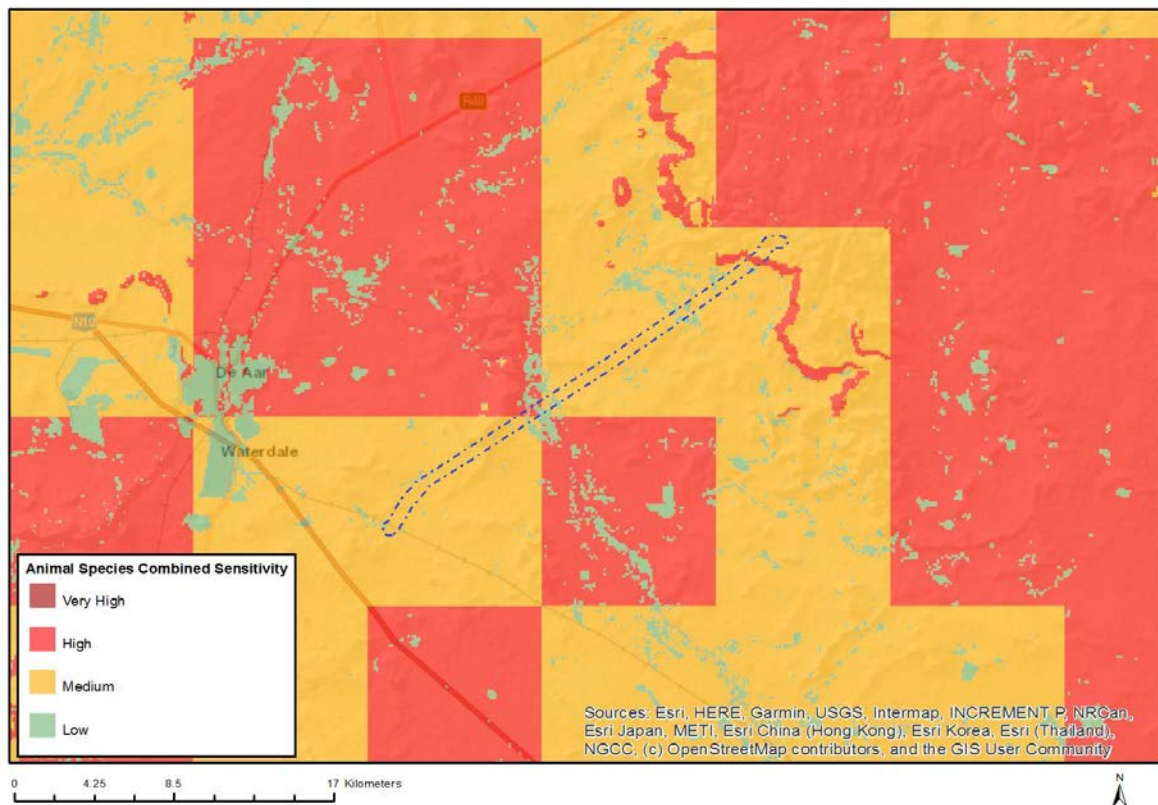 R48
N10
De Aar
Waterdale
Animal Species Combined Sensitivity
Very High
High
Medium
Low
Sources: Esri, HERE, Garmin, USGS, Intermap, INCREMENT P, NRCan,
Esri Japan, METI, Esri China (Hong Kong), Esri Korea, Esri (Thailand),
NGCC, (c) OpenStreetMap contributors, and the GIS User Community
0 4.25 8.5 17 Kilometers
N